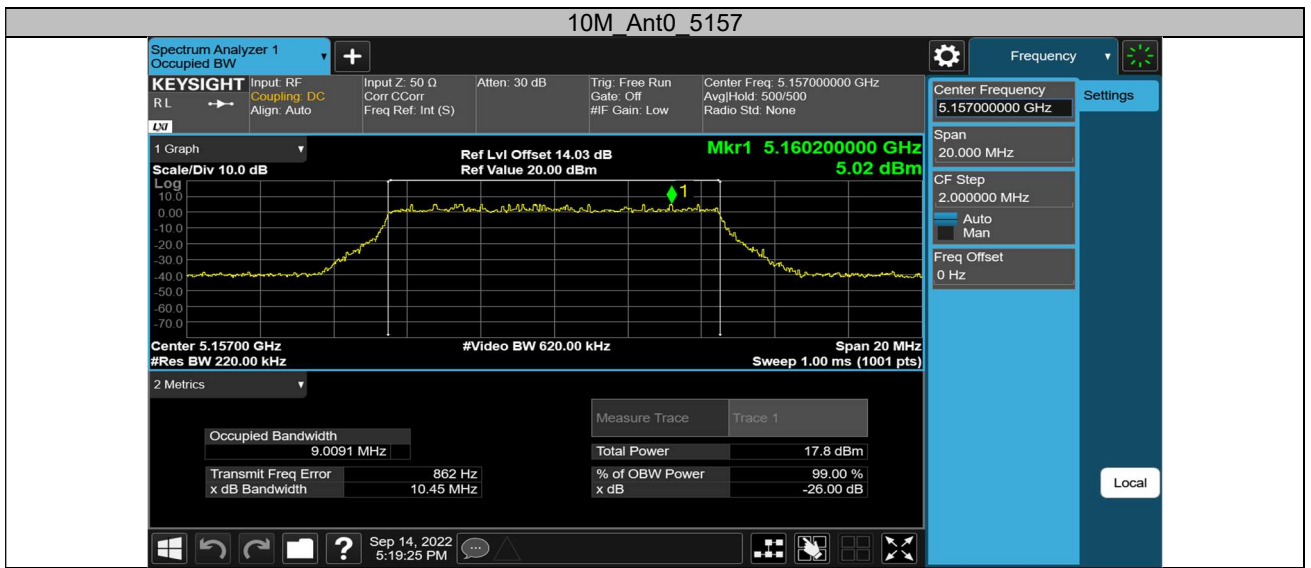 10M_Ant0_5157
Spectrum Analyzer 1
Occupied BW
Frequency
KEYSIGHT
R L
LXI
Input: RF
Coupling: DC
Align: Auto
Input Z: 50 Ω
Corr CCorr
Freq Ref: Int (S)
Atten: 30 dB
Trig: Free Run
Gate: Off
#IF Gain: Low
Center Freq: 5.157000000 GHz
Avg|Hold: 500/500
Radio Std: None
1 Graph
Scale/Div 10.0 dB
Ref Lvl Offset 14.03 dB
Ref Value 20.00 dBm
Mkr1 5.160200000 GHz
5.02 dBm
Log
10.0
0.00
-10.0
-20.0
-30.0
-40.0
-50.0
-60.0
-70.0
1
Center 5.15700 GHz
#Res BW 220.00 kHz
#Video BW 620.00 kHz
Span 20 MHz
Sweep 1.00 ms (1001 pts)
2 Metrics
Measure Trace Trace 1
Occupied Bandwidth
9.0091 MHz
Total Power 17.8 dBm
Transmit Freq Error 862 Hz
x dB Bandwidth 10.45 MHz
% of OBW Power 99.00 %
x dB -26.00 dB
Center Frequency
5.157000000 GHz
Settings
Span
20.000 MHz
CF Step
2.000000 MHz
Auto
Man
Freq Offset
0 Hz
Local
?
Sep 14, 2022
5:19:25 PM